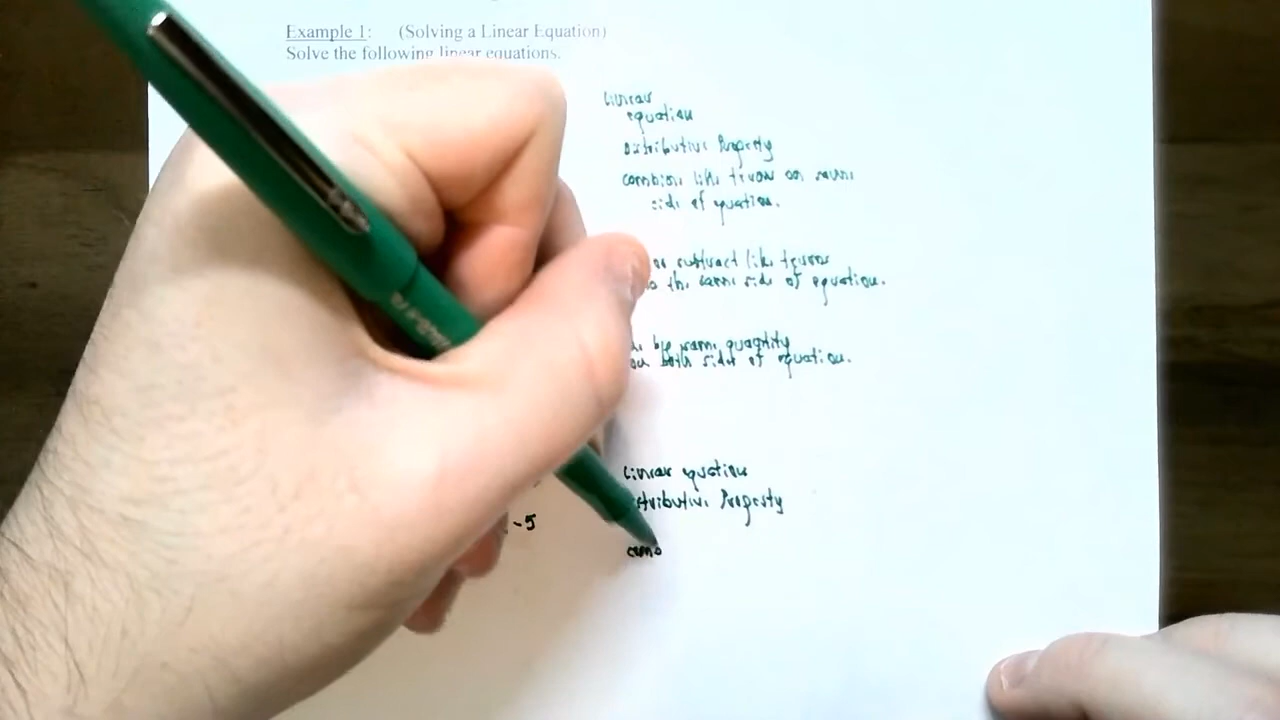 Example 1: (Solving a Linear Equation)
Solve the following linear equations.
Linear
equation
Distributive Property
combine like terms on same
side of equation.
or subtract like terms
the same side of equation.
by same quantity
on both sides of equation.
Linear equation
Property
-5